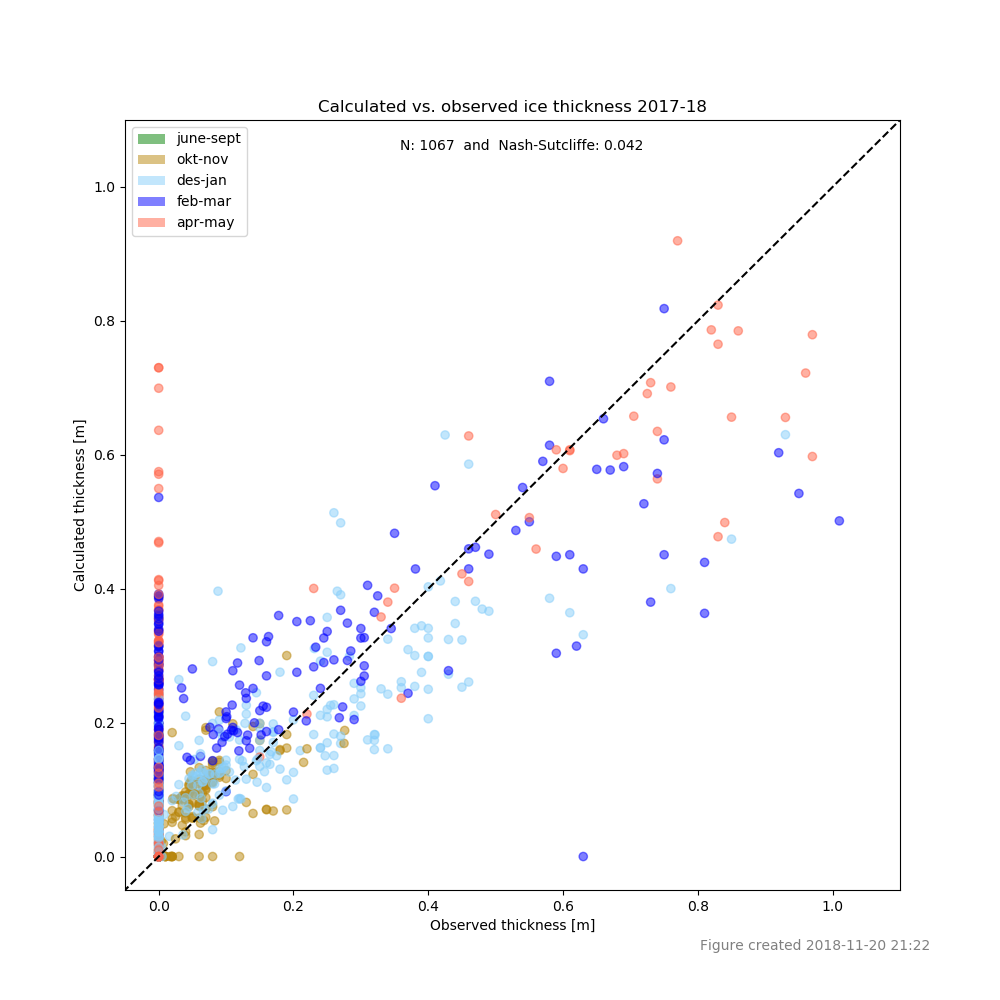 Calculated vs. observed ice thickness 2017-18
N: 1067  and  Nash-Sutcliffe: 0.042
june-sept
okt-nov
des-jan
feb-mar
apr-may
Calculated thickness [m]
1.0
0.8
0.6
0.4
0.2
0.0
0.0 0.2 0.4 0.6 0.8 1.0
Observed thickness [m]
Figure created 2018-11-20 21:22